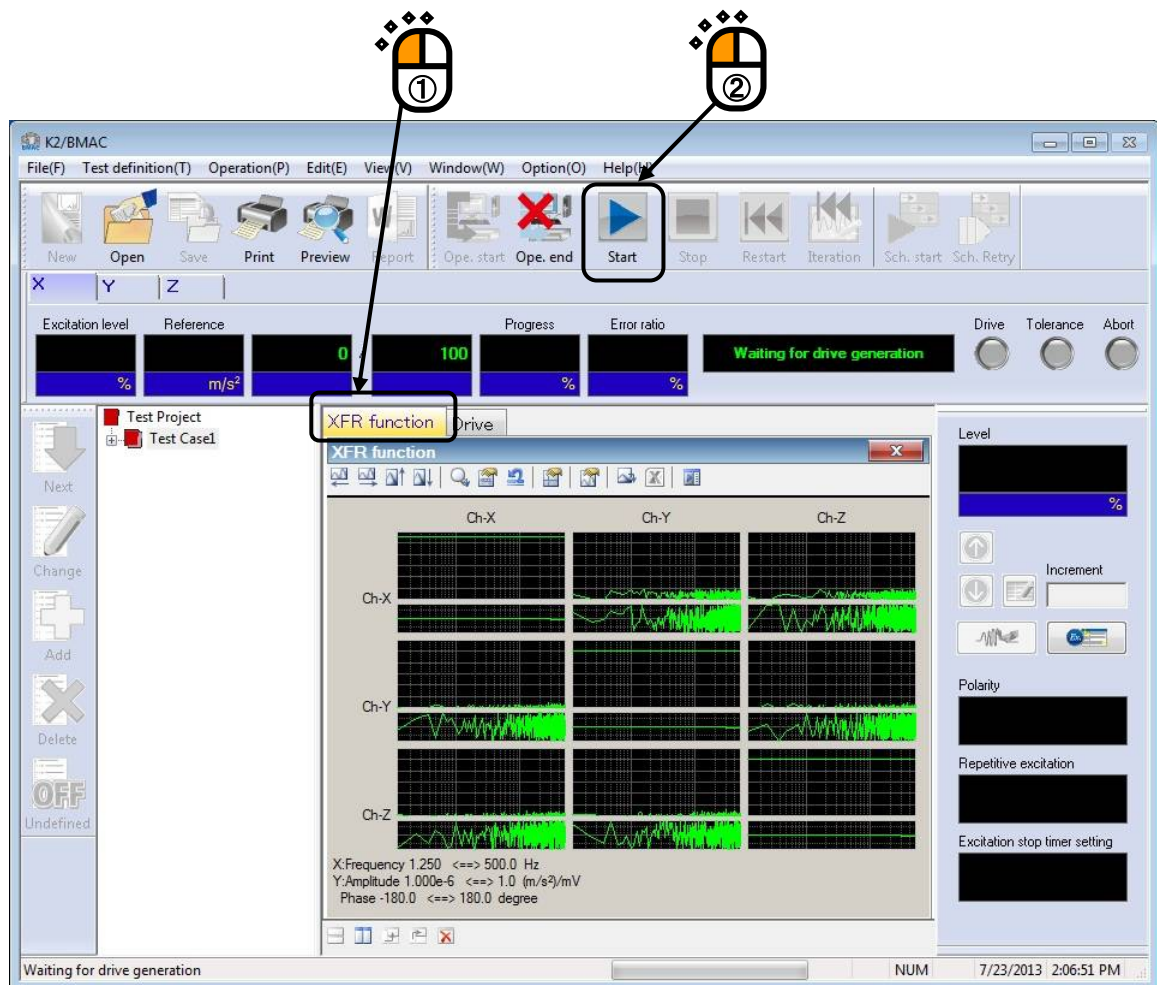 ① ②
K2/BMAC
File(F) Test definition(T) Operation(P) Edit(E) View(V) Window(W) Option(O) Help(H)
New Open Save Print Preview Report Ope. start Ope. end Start Stop Restart Iteration Sch. start Sch. Retry
X Y Z
Excitation level Reference Progress Error ratio Drive Tolerance Abort
0 / 100 Waiting for drive generation
% m/s² % %
Test Project
Test Case1
XFR function Drive
XFR function
Level
%
Next
Change
Add
Delete
OFF
Undefined
Ch-X Ch-Y Ch-Z
Ch-X
Ch-Y
Ch-Z
X:Frequency 1.250 <==> 500.0 Hz
Y:Amplitude 1.000e-6 <==> 1.0 (m/s²)/mV
Phase -180.0 <==> 180.0 degree
Increment
Polarity
Repetitive excitation
Excitation stop timer setting
Waiting for drive generation NUM 7/23/2013 2:06:51 PM